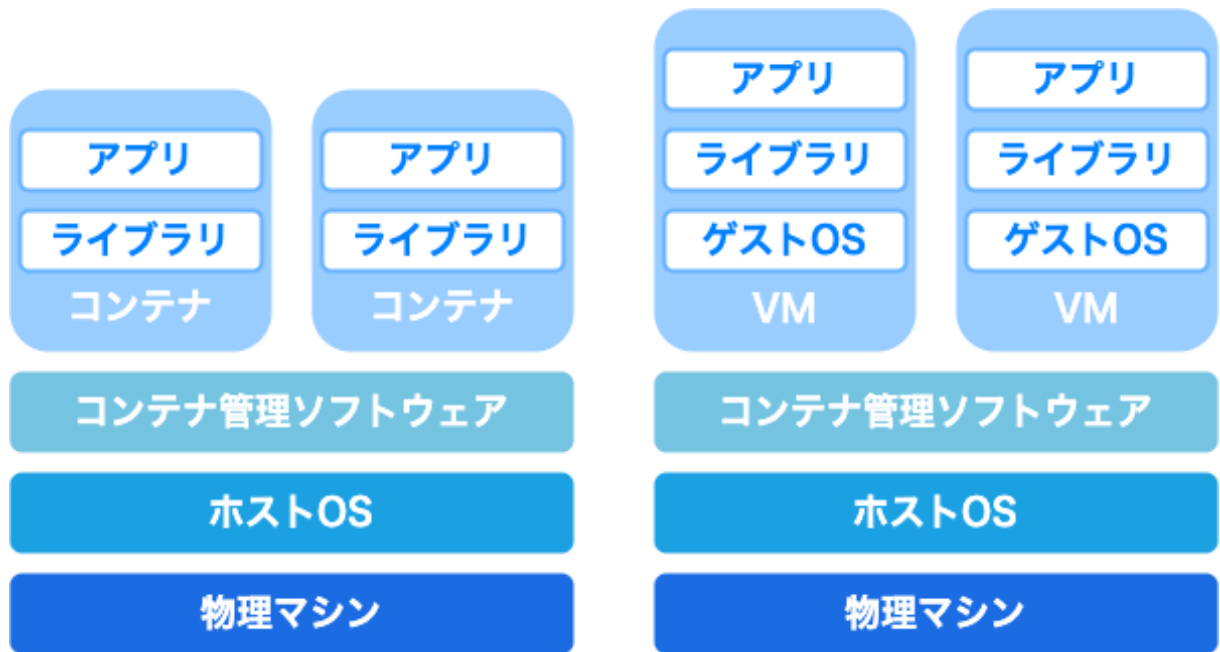 アプリ
ライブラリ
コンテナ
アプリ
ライブラリ
コンテナ
コンテナ管理ソフトウェア
ホストOS
物理マシン
アプリ
ライブラリ
ゲストOS
VM
アプリ
ライブラリ
ゲストOS
VM
コンテナ管理ソフトウェア
ホストOS
物理マシン